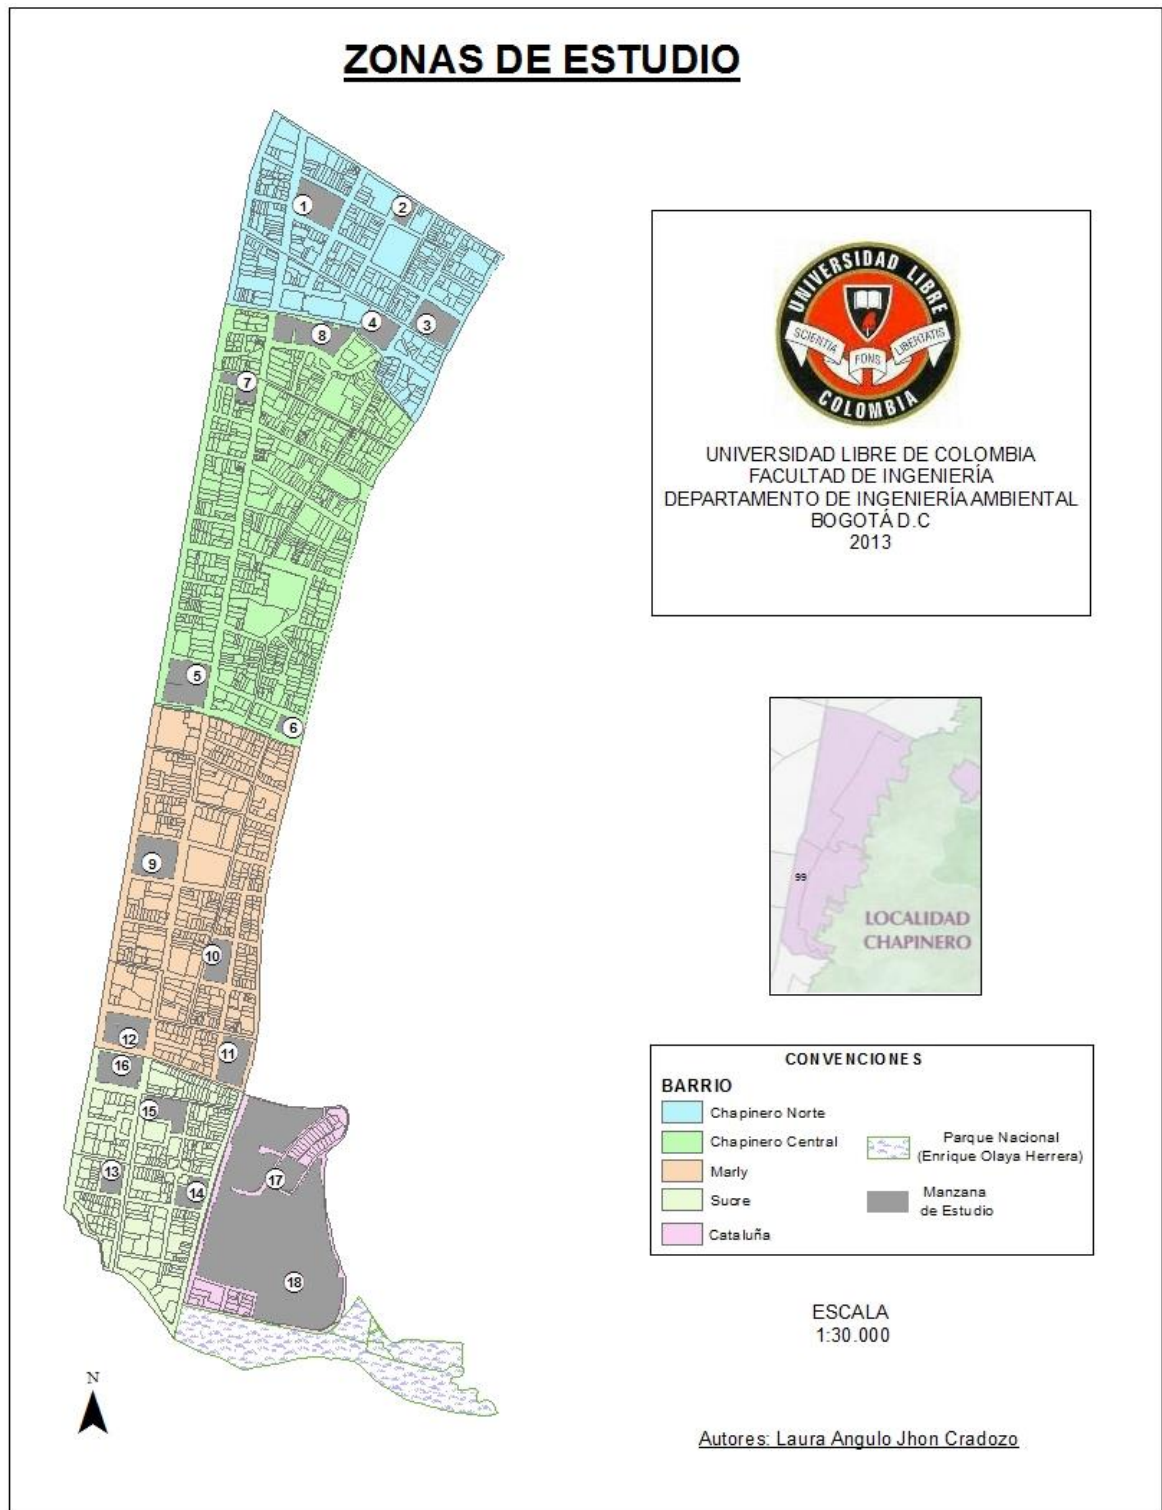 ZONAS DE ESTUDIO
1
2
3
4
8
7
5
6
9
10
12
11
16
15
13
14
17
18
N
UNIVERSIDAD LIBRE
SCIENTIA
FONS
LIBERTATIS
COLOMBIA
UNIVERSIDAD LIBRE DE COLOMBIA
FACULTAD DE INGENIERÍA
DEPARTAMENTO DE INGENIERÍA AMBIENTAL
BOGOTÁ D.C
2013
99
LOCALIDAD
CHAPINERO
CONVENCIONES
BARRIO
Chapinero Norte
Chapinero Central
Marly
Sucre
Cataluña
Parque Nacional
(Enrique Olaya Herrera)
Manzana
de Estudio
ESCALA
1:30.000
Autores: Laura Angulo Jhon Cradozo